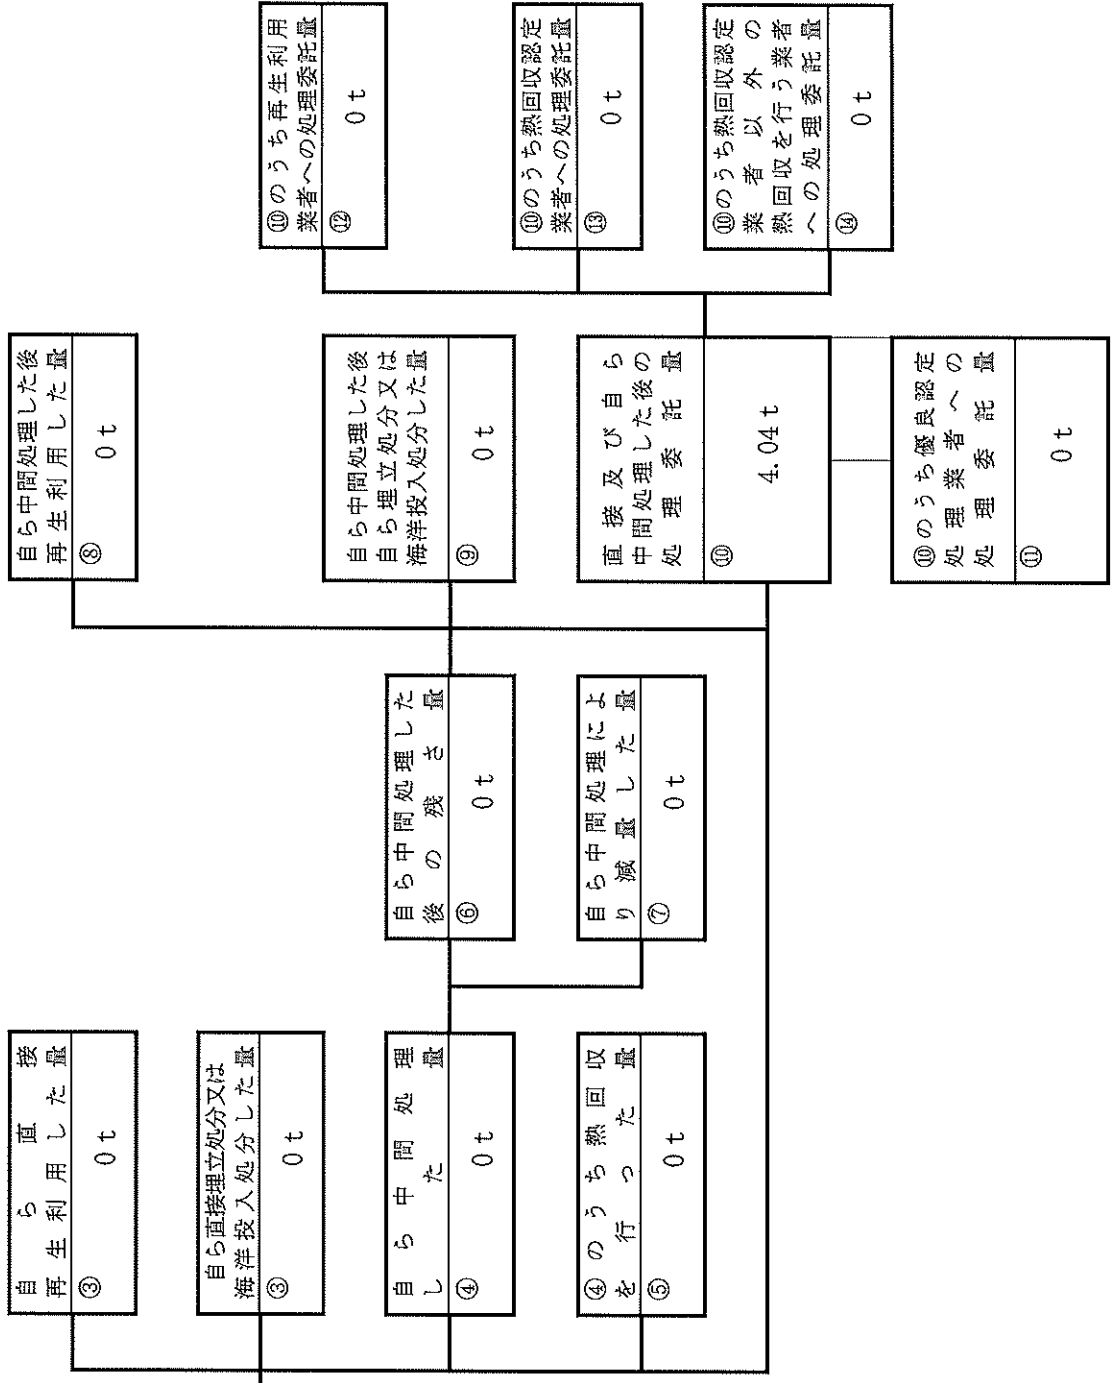 自ら直接
再生利用した量
③
0t
自ら直接埋立処分又は
海洋投入処分した量
③
0t
自ら中間処理
した量
④
0t
④のうち熱回収
を行った量
⑤
0t
自ら中間処理した
後の残さ量
⑥
0t
自ら中間処理によ
り減量した量
⑦
0t
自ら中間処理した後
再生利用した量
⑧
0t
自ら中間処理した後
自ら埋立処分又は
海洋投入処分した量
⑨
0t
直接及び自ら
中間処理した後の
処理委託量
⑩
4.04t
⑩のうち優良認定
処理業者への
処理委託量
⑪
0t
⑩のうち再生利用
業者への処理委託量
⑫
0t
⑩のうち熱回収認定
業者への処理委託量
⑬
0t
⑩のうち熱回収認定
業者以外の
熱回収を行う業者
への処理委託量
⑭
0t